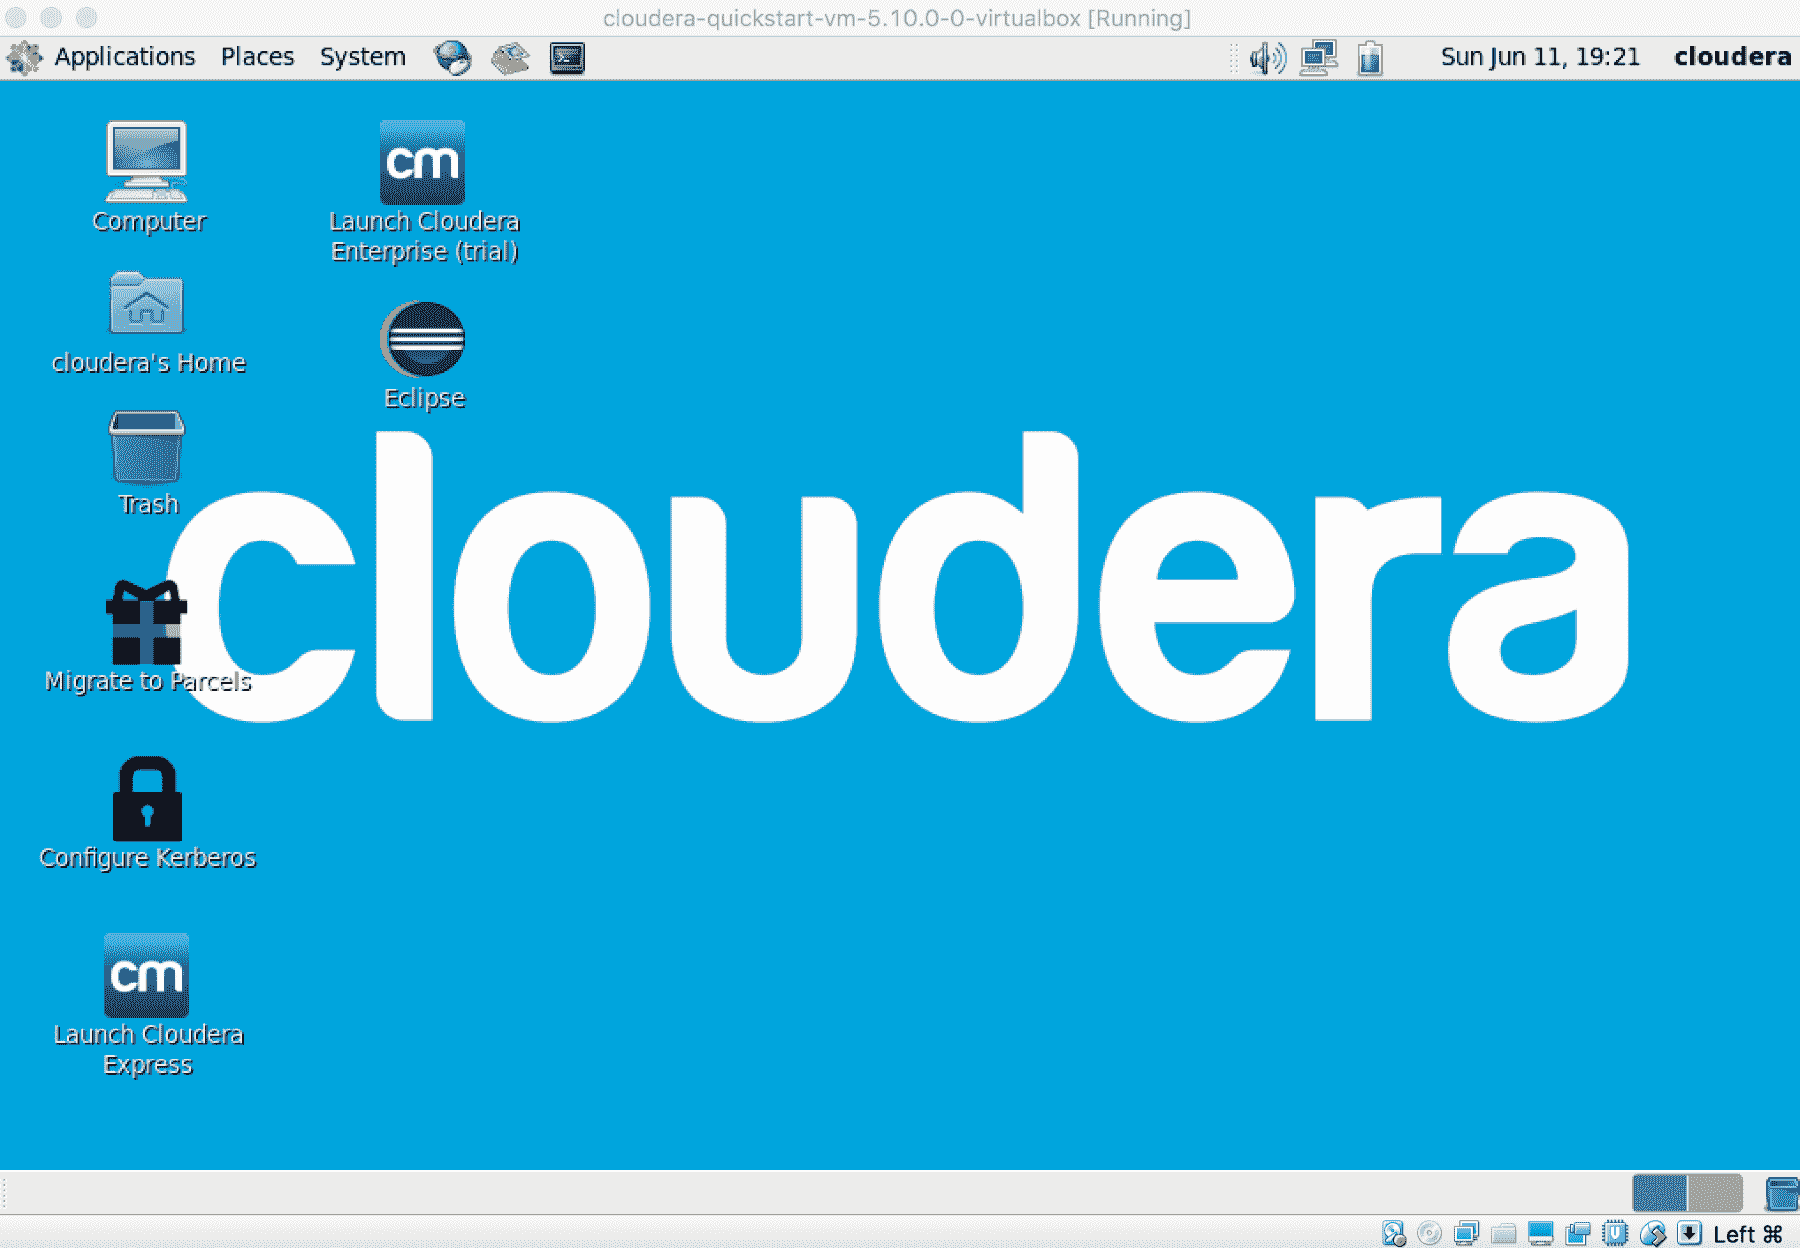 cloudera-quickstart-vm-5.10.0-0-virtualbox [Running]
Applications Places System Sun Jun 11, 19:21 cloudera
Computer
cm
Launch Cloudera
Enterprise (trial)
cloudera's Home
Eclipse
Trash
cloudera
Migrate to Parcels
Configure Kerberos
cm
Launch Cloudera
Express
Left ⌘